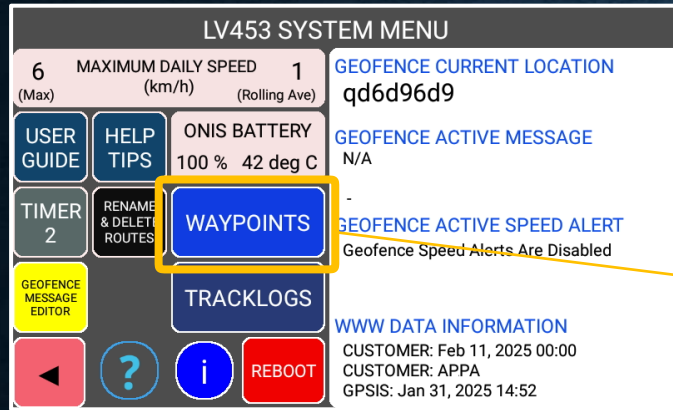 LV453 SYSTEM MENU
6 MAXIMUM DAILY SPEED 1
(Max) (km/h) (Rolling Ave)
USER
GUIDE
HELP
TIPS
ONIS BATTERY
100 % 42 deg C
TIMER
2
RENAME
& DELETE
ROUTES
WAYPOINTS
GEOFENCE
MESSAGE
EDITOR
TRACKLOGS
◄
?
i
REBOOT
GEOFENCE CURRENT LOCATION
qd6d96d9
GEOFENCE ACTIVE MESSAGE
N/A
-
GEOFENCE ACTIVE SPEED ALERT
Geofence Speed Alerts Are Disabled
WWW DATA INFORMATION
CUSTOMER: Feb 11, 2025 00:00
CUSTOMER: APPA
GPSIS: Jan 31, 2025 14:52